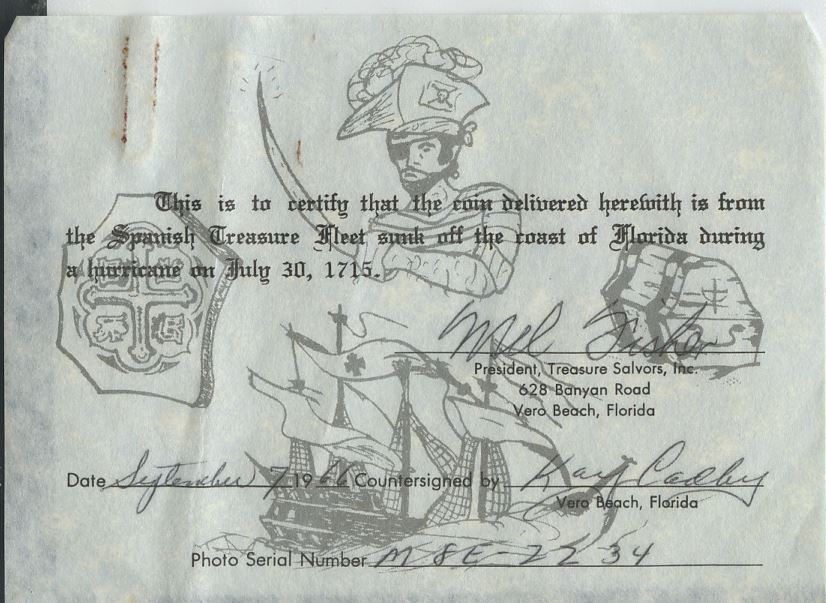 This is to certify that the coin delivered herewith is from
the Spanish Treasure Fleet sunk off the coast of Florida during
a hurricane on July 30, 1715.
Mel Fisher
President, Treasure Salvors, Inc.
628 Banyan Road
Vero Beach, Florida
Date September 7 1966 Countersigned by Kay
Vero Beach, Florida
Photo Serial Number M8E-2234